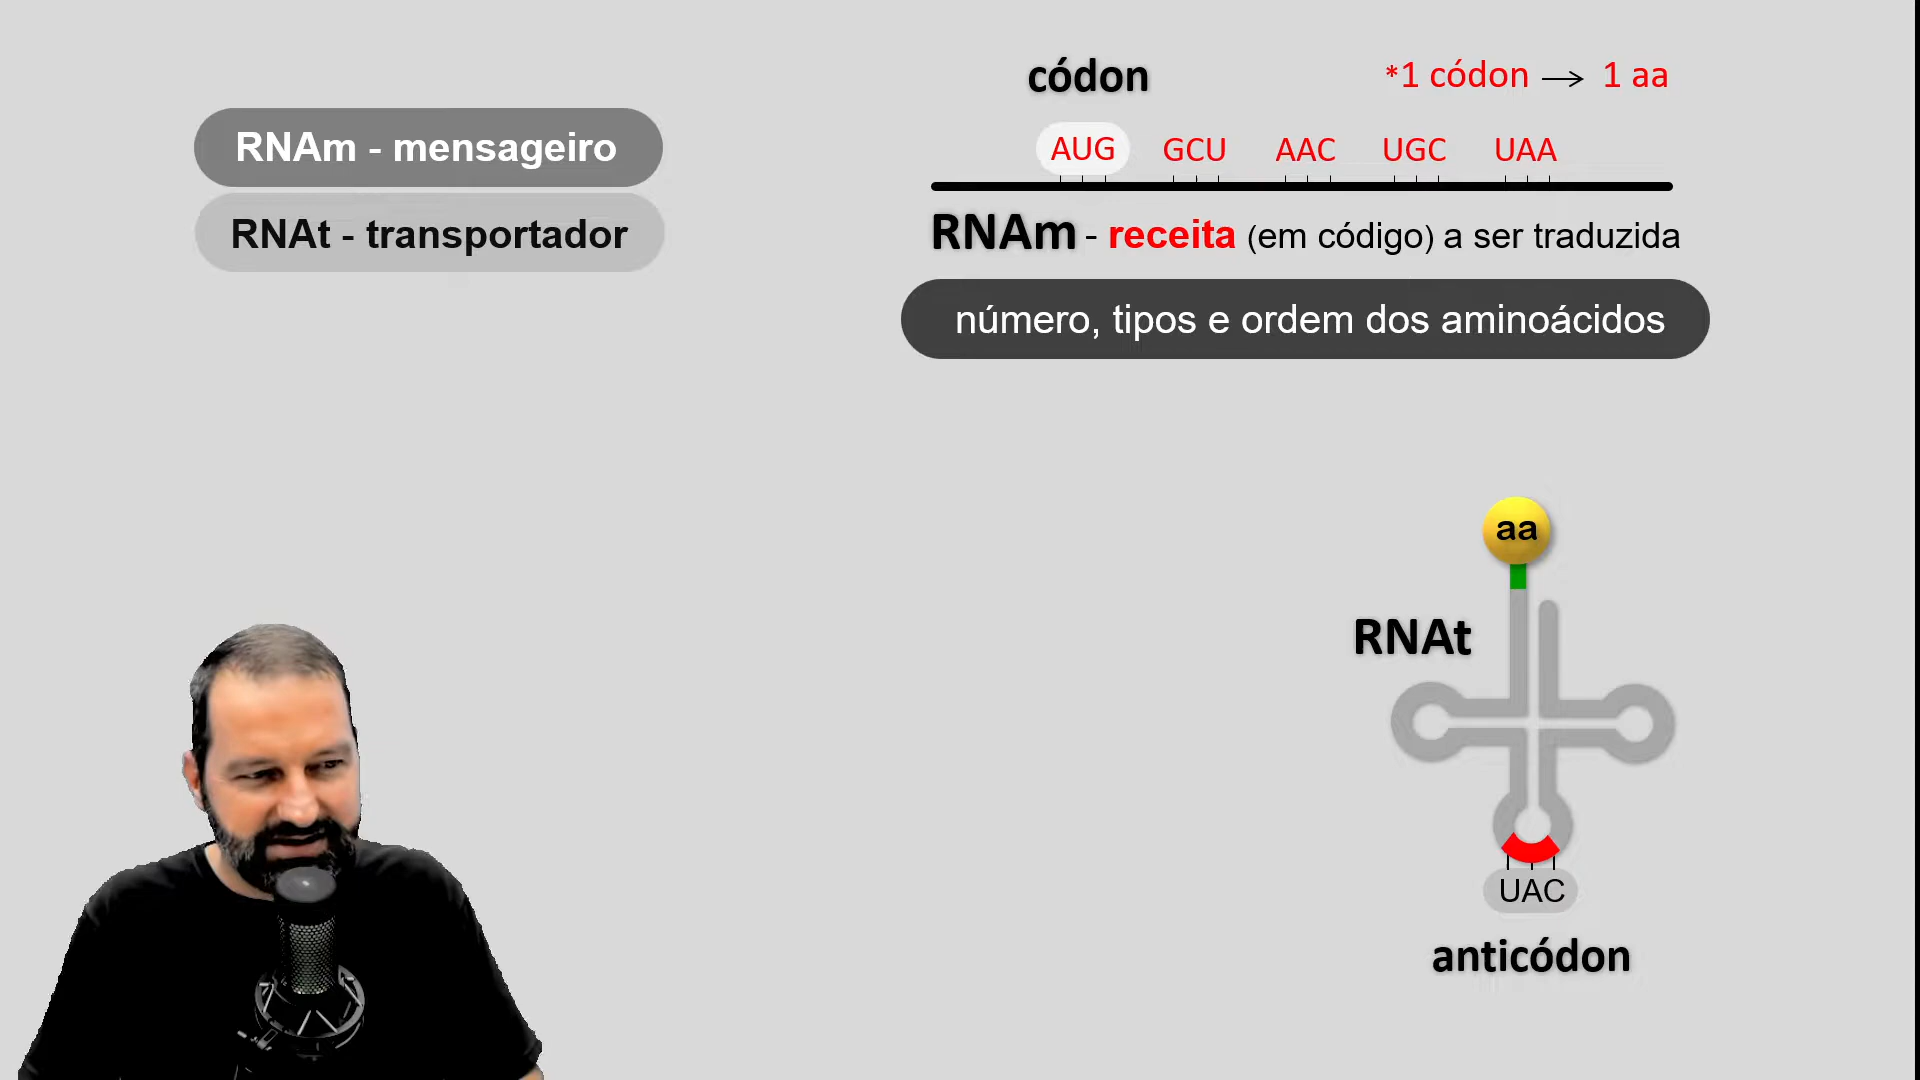 RNAm - mensageiro
RNAt - transportador
códon
*1 códon → 1 aa
AUG GCU AAC UGC UAA
RNAm - receita (em código) a ser traduzida
número, tipos e ordem dos aminoácidos
aa
RNAt
UAC
anticódon